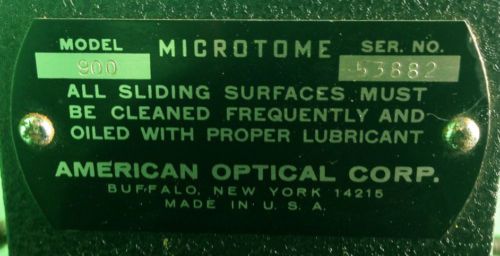 MODEL MICROTOME SER. NO.
900 53882
ALL SLIDING SURFACES MUST
BE CLEANED FREQUENTLY AND
OILED WITH PROPER LUBRICANT
AMERICAN OPTICAL CORP.
BUFFALO, NEW YORK 14215
MADE IN U. S. A.